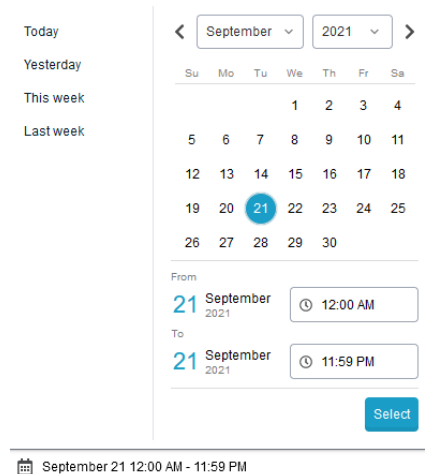 Today
Yesterday
This week
Last week
September 2021
Su Mo Tu We Th Fr Sa
1 2 3 4
5 6 7 8 9 10 11
12 13 14 15 16 17 18
19 20 21 22 23 24 25
26 27 28 29 30
From
21 September 2021 12:00 AM
To
21 September 2021 11:59 PM
Select
September 21 12:00 AM - 11:59 PM